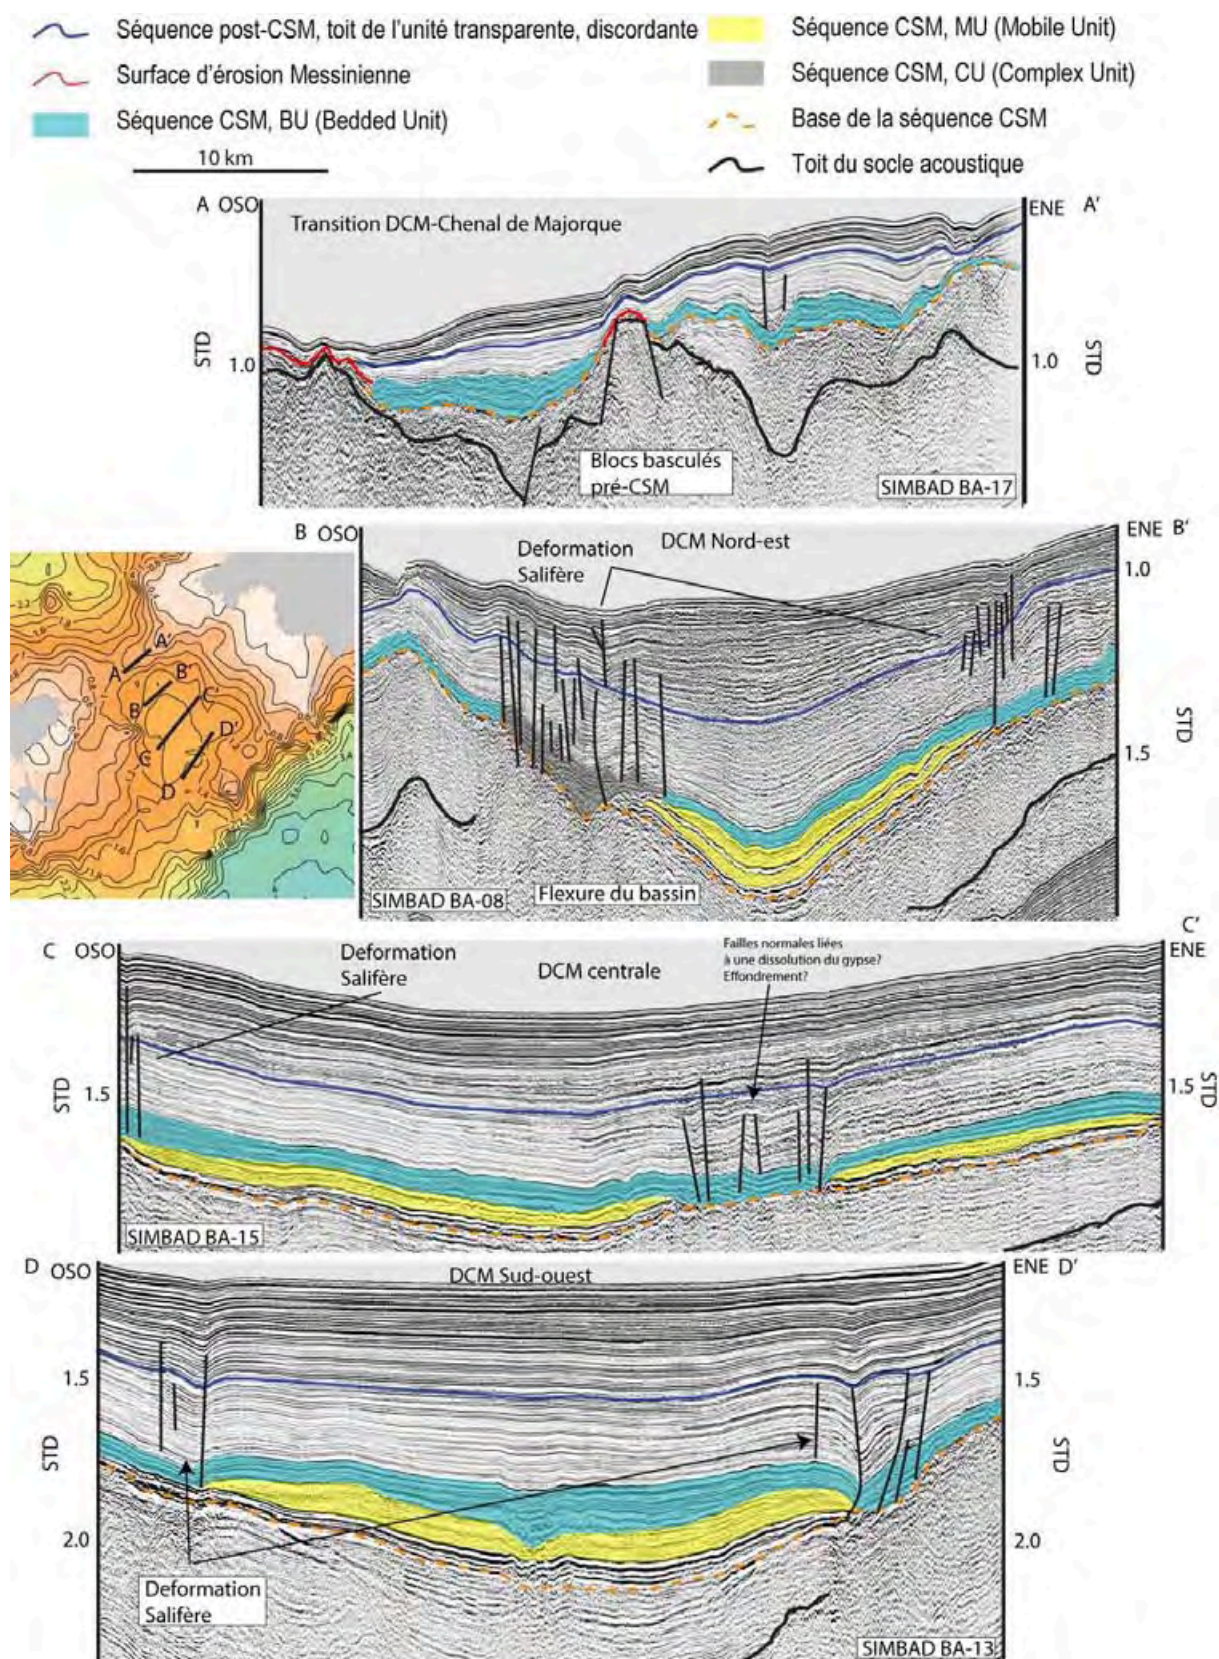 Séquence post-CSM, toit de l'unité transparente, discordante
Séquence CSM, MU (Mobile Unit)
Surface d'érosion Messinienne
Séquence CSM, CU (Complex Unit)
Séquence CSM, BU (Bedded Unit)
Base de la séquence CSM
10 km
Toit du socle acoustique
A OSO
ENE A'
Transition DCM-Chenal de Majorque
STD
1.0
1.0
STD
Blocs basculés
pré-CSM
SIMBAD BA-17
B OSO
ENE B'
Deformation
Salifère
DCM Nord-est
1.0
STD
1.5
A'
A
B'
B
C'
C
D'
D
SIMBAD BA-08
Flexure du bassin
C OSO
C'
ENE
Deformation
Salifère
DCM centrale
Failles normales liées
à une dissolution du gypse?
Effondrement?
STD
1.5
1.5
STD
SIMBAD BA-15
D OSO
ENE D'
DCM Sud-ouest
1.5
1.5
STD
STD
2.0
2.0
Deformation
Salifère
SIMBAD BA-13